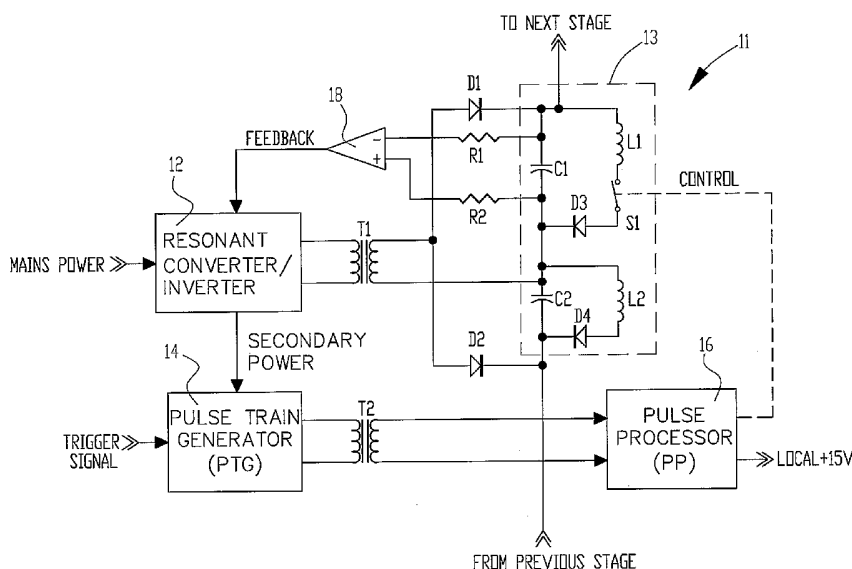 TO NEXT STAGE
13
11
D1
18
FEEDBACK
-
+
R1
C1
L1
12
R2
D3
S1
CONTROL
RESONANT
CONVERTER/
INVERTER
T1
MAINS POWER
C2
L2
D4
SECONDARY
POWER
D2
14
16
PULSE TRAIN
GENERATOR
(PTG)
T2
PULSE
PROCESSOR
(PP)
TRIGGER
SIGNAL
LOCAL+15V
FROM PREVIOUS STAGE